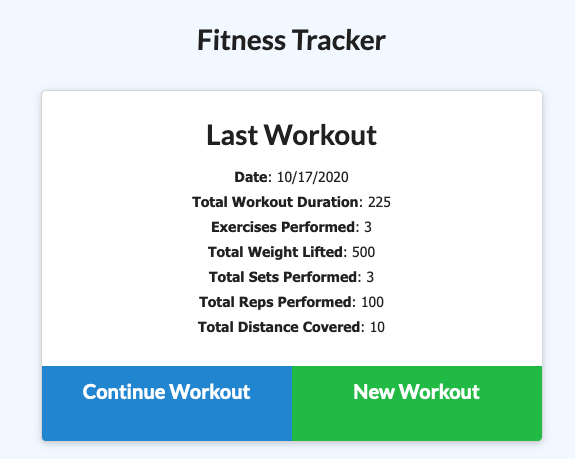 Fitness Tracker
Last Workout
Date: 10/17/2020
Total Workout Duration: 225
Exercises Performed: 3
Total Weight Lifted: 500
Total Sets Performed: 3
Total Reps Performed: 100
Total Distance Covered: 10
Continue Workout
New Workout